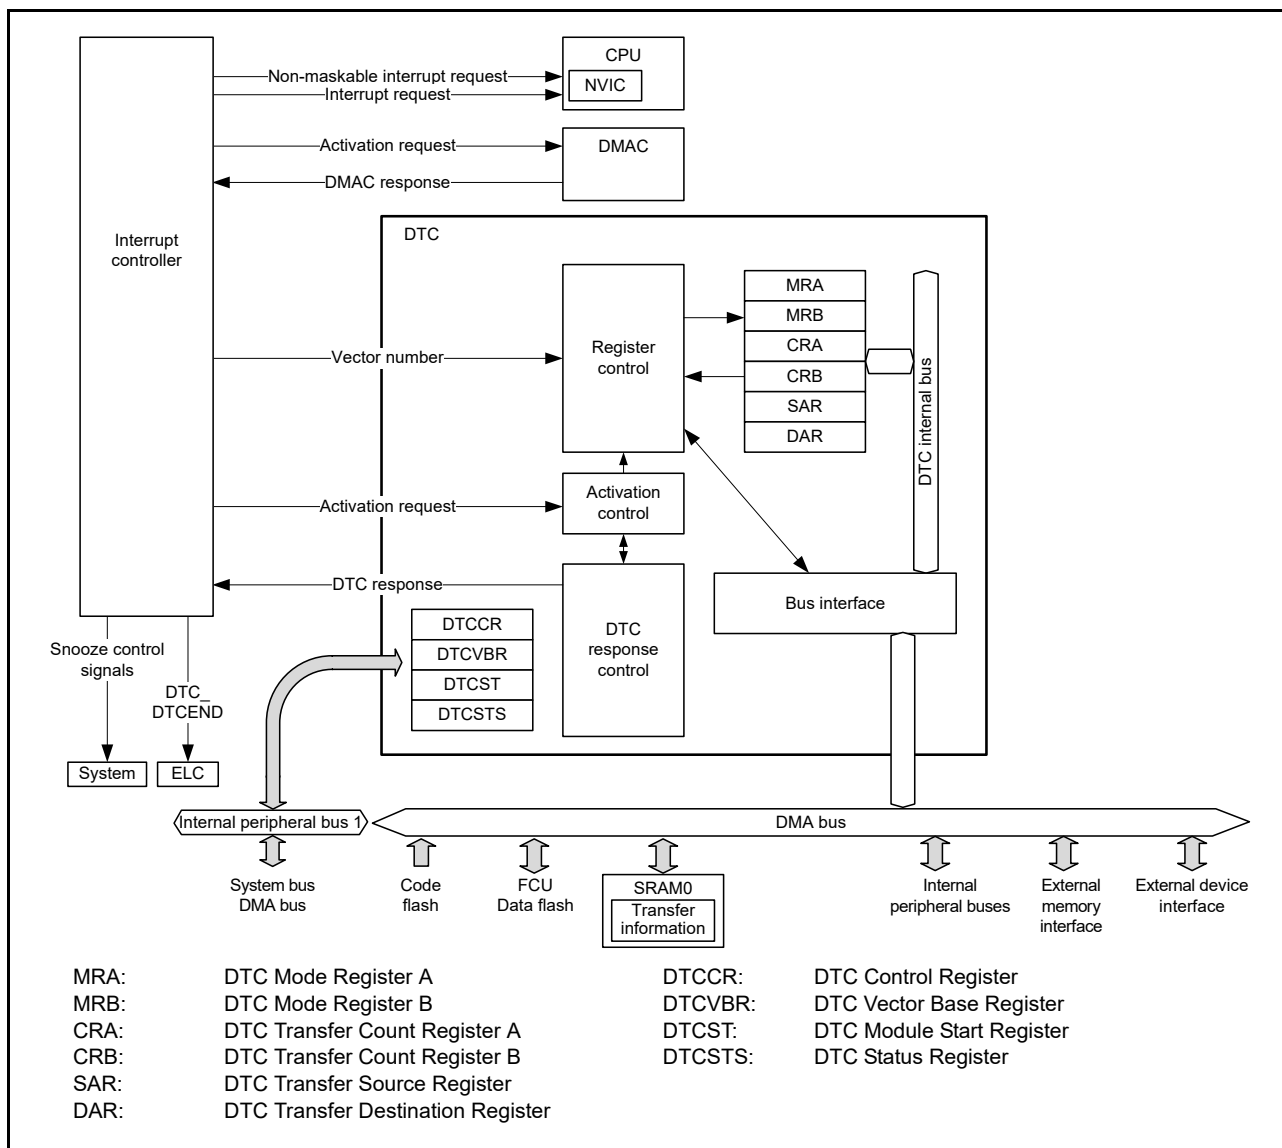 CPU
NVIC
Non-maskable interrupt request
Interrupt request
Activation request
DMAC
DMAC response
Interrupt
controller
DTC
Vector number
Register
control
MRA
MRB
CRA
CRB
SAR
DAR
DTC internal bus
Activation request
Activation
control
DTC response
DTC
response
control
Bus interface
DTCCR
DTCVBR
DTCST
DTCSTS
Snooze control
signals
DTC_
DTCEND
System
ELC
Internal peripheral bus 1
DMA bus
System bus
DMA bus
Code
flash
FCU
Data flash
SRAM0
Transfer
information
Internal
peripheral buses
External
memory
interface
External device
interface
MRA: DTC Mode Register A
MRB: DTC Mode Register B
CRA: DTC Transfer Count Register A
CRB: DTC Transfer Count Register B
SAR: DTC Transfer Source Register
DAR: DTC Transfer Destination Register
DTCCR: DTC Control Register
DTCVBR: DTC Vector Base Register
DTCST: DTC Module Start Register
DTCSTS: DTC Status Register